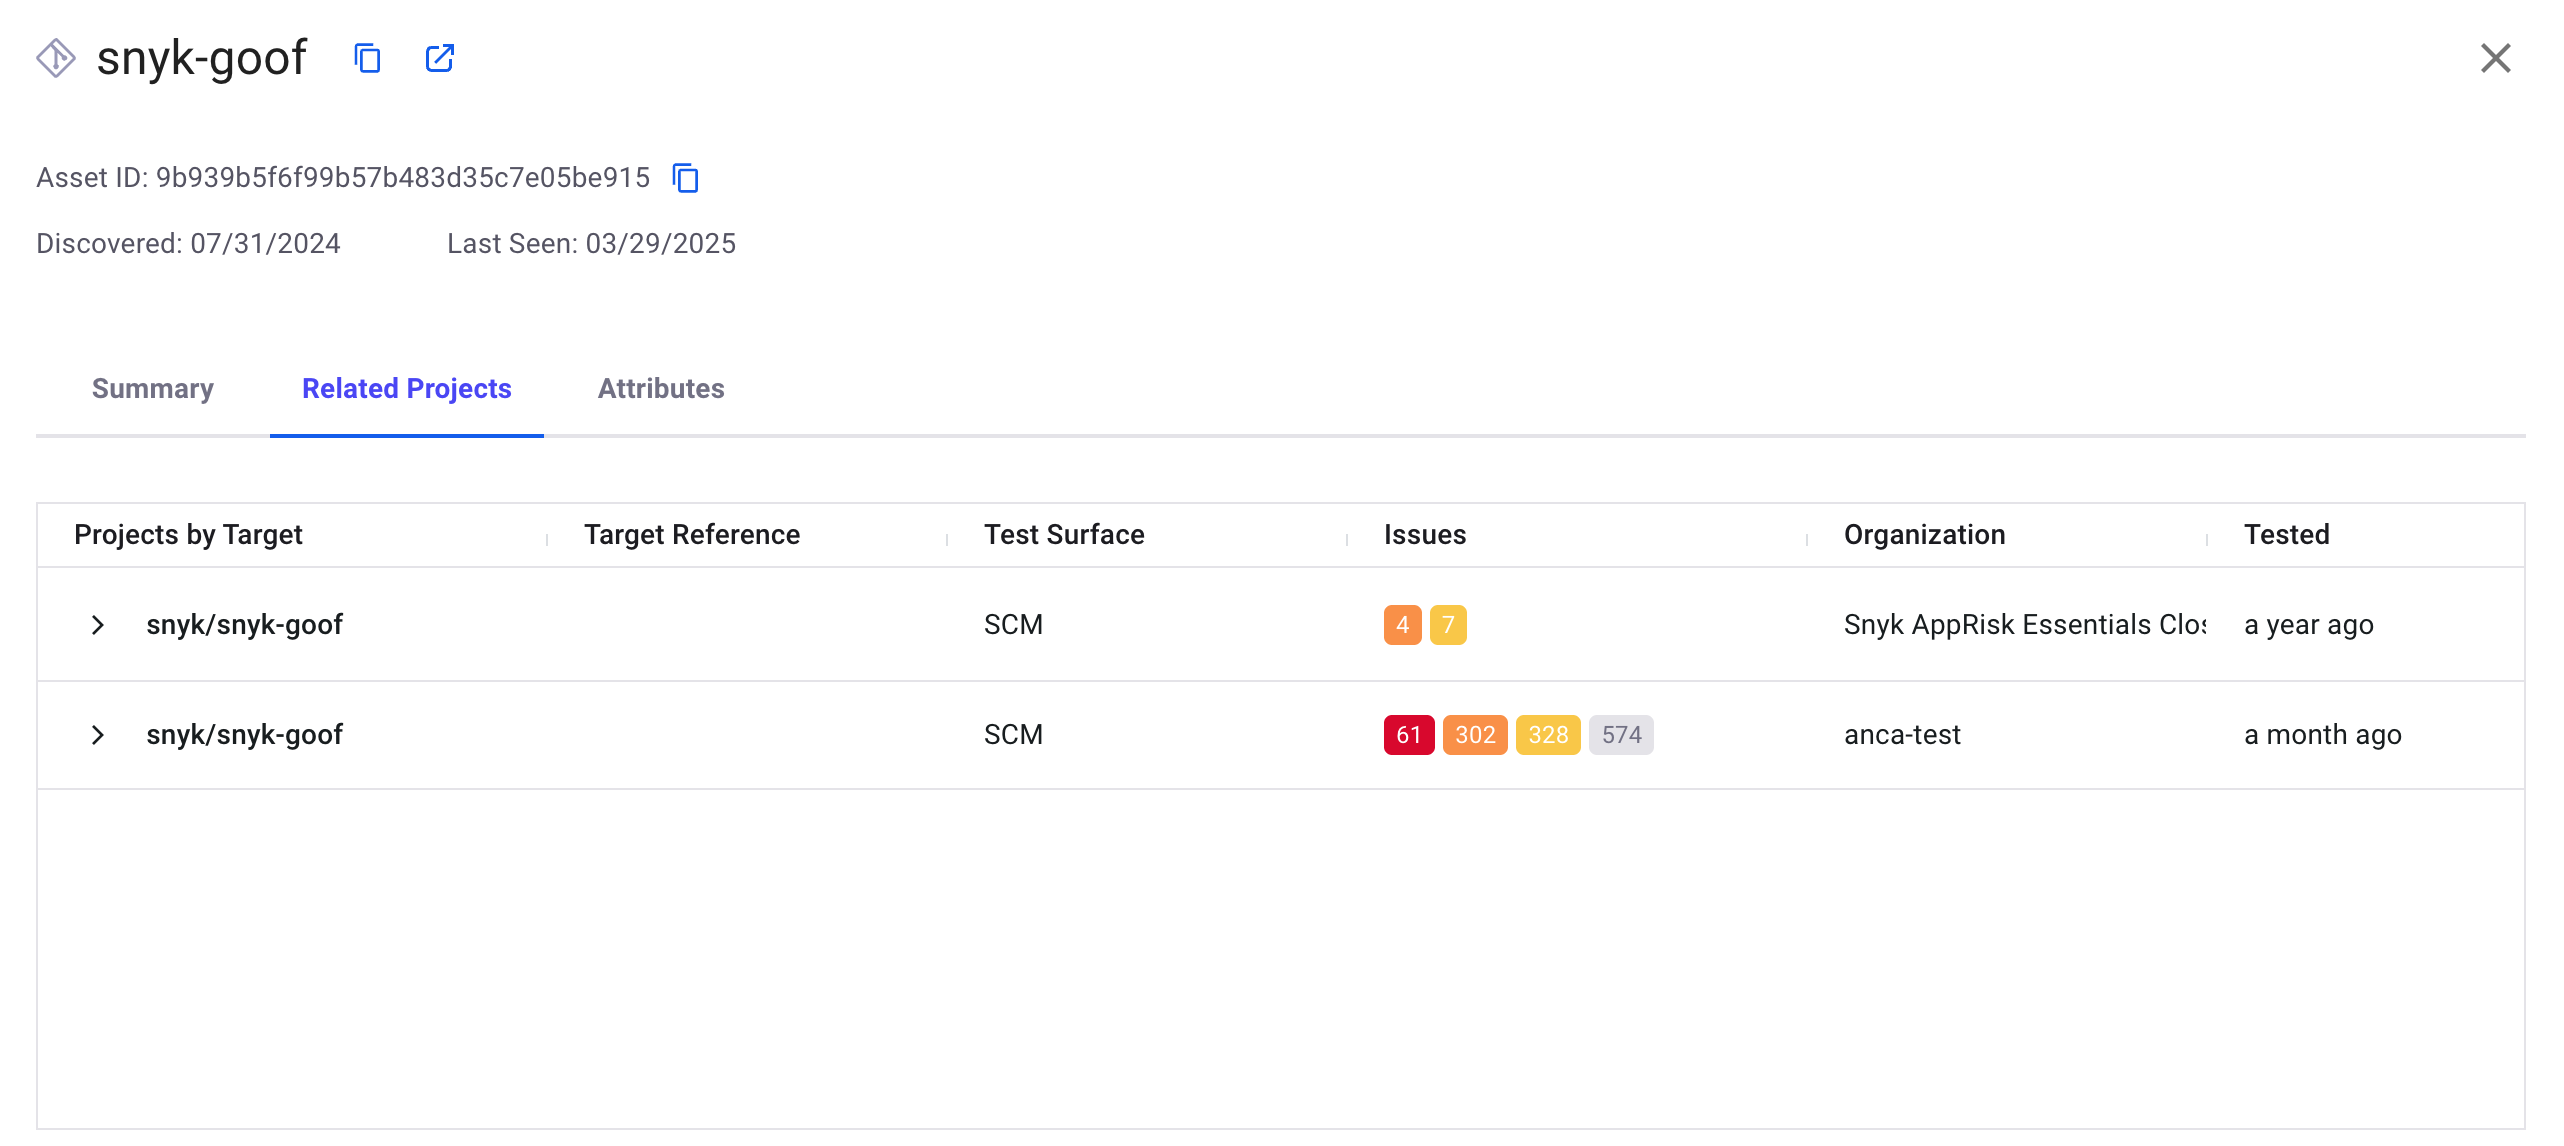 snyk-goof
Asset ID: 9b939b5f6f99b57b483d35c7e05be915
Discovered: 07/31/2024 Last Seen: 03/29/2025
Summary Related Projects Attributes
Projects by Target Target Reference Test Surface Issues Organization Tested
snyk/snyk-goof SCM 4 7 Snyk AppRisk Essentials Clos a year ago
snyk/snyk-goof SCM 61 302 328 574 anca-test a month ago